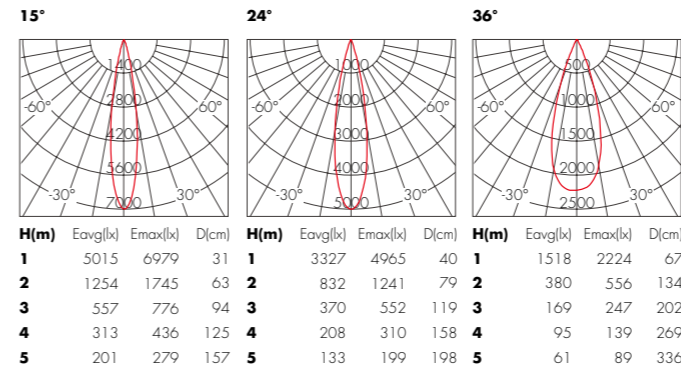 15° 24° 36°
1400 1000 500
2800 2000 1000
-60° 60° -60° 60° -60° 60°
4200 3000 1500
5600 4000 2000
-30° 30° -30° 30° -30° 30°
7000 5000 2500
H(m) Eavg(lx) Emax(lx) D(cm) H(m) Eavg(lx) Emax(lx) D(cm) H(m) Eavg(lx) Emax(lx) D(cm)
1 5015 6979 31 1 3327 4965 40 1 1518 2224 67
2 1254 1745 63 2 832 1241 79 2 380 556 134
3 557 776 94 3 370 552 119 3 169 247 202
4 313 436 125 4 208 310 158 4 95 139 269
5 201 279 157 5 133 199 198 5 61 89 336